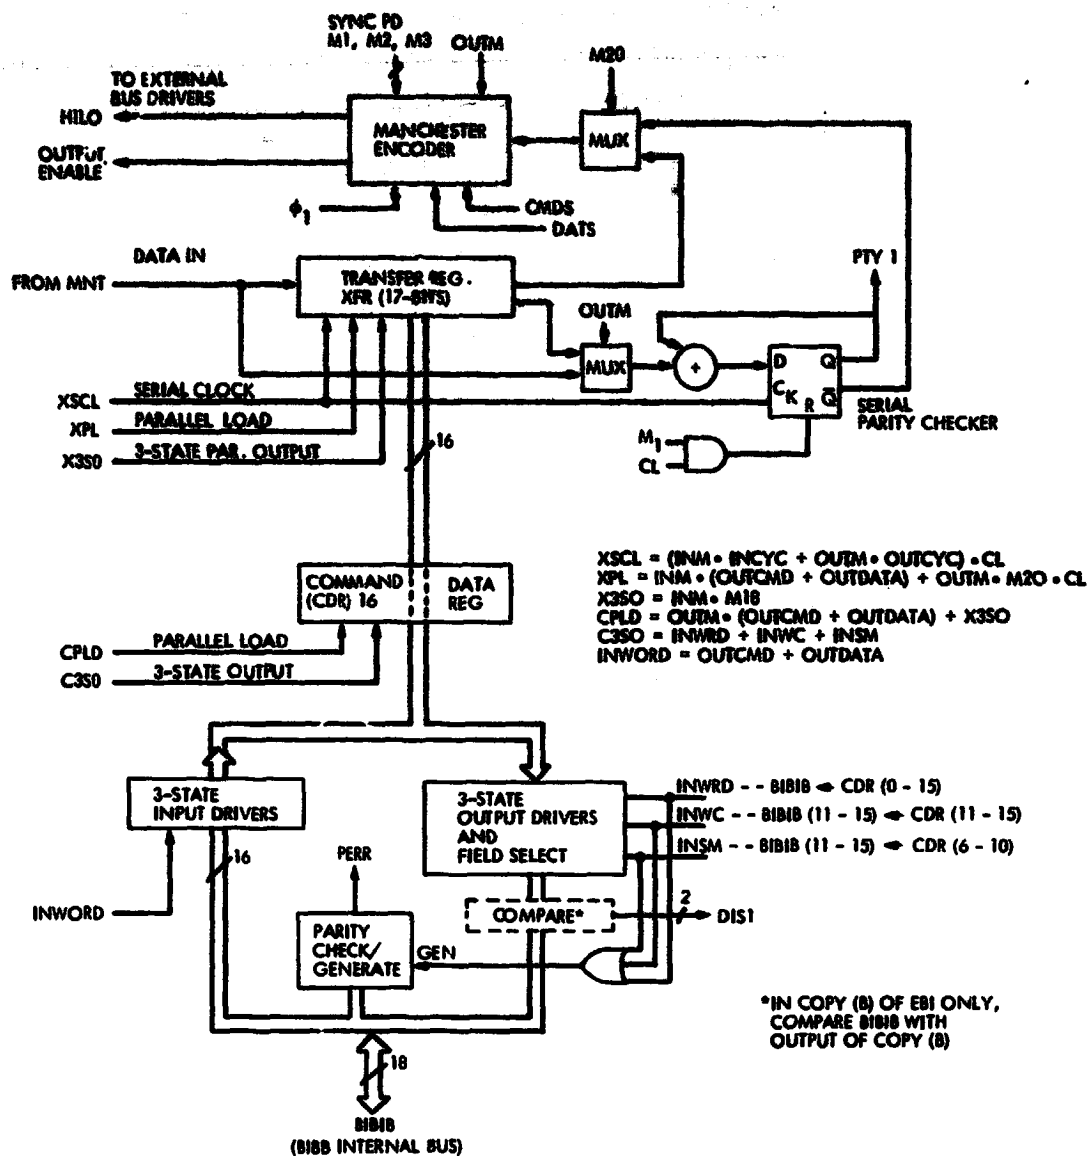 SYNC PD
M1, M2, M3
OUTM
M20
TO EXTERNAL
BUS DRIVERS
HILO
OUTPUT
ENABLE
MANCHESTER
ENCODER
MUX
ϕ1
CMDS
DATS
DATA IN
FROM MNT
TRANSFER REG.
XFR (17-BITS)
PTY 1
OUTM
MUX
+
D Q
CK R Q̅
SERIAL
PARITY CHECKER
XSCL SERIAL CLOCK
XPL PARALLEL LOAD
X3SO 3-STATE PAR. OUTPUT
16
M1
CL
XSCL = (INM • INCYC + OUTM • OUTCYC) • CL
XPL = INM • (OUTCMD + OUTDATA) + OUTM • M20 • CL
X3SO = INM • M18
CPLD = OUTM • (OUTCMD + OUTDATA) + X3SO
C3SO = INWRD + INWC + INSM
INWORD = OUTCMD + OUTDATA
COMMAND
(CDR) 16
DATA
REG
CPLD PARALLEL LOAD
C3SO 3-STATE OUTPUT
3-STATE
INPUT DRIVERS
3-STATE
OUTPUT DRIVERS
AND
FIELD SELECT
INWRD -- BIBIB ⇐ CDR (0 - 15)
INWC -- BIBIB (11 - 15) ⇐ CDR (11 - 15)
INSM -- BIBIB (11 - 15) ⇐ CDR (6 - 10)
16
PERR
INWORD
COMPARE*
2
DIS1
PARITY
CHECK/
GENERATE
GEN
*IN COPY (B) OF EBI ONLY,
COMPARE BIBIB WITH
OUTPUT OF COPY (B)
18
BIBIB
(BIBB INTERNAL BUS)